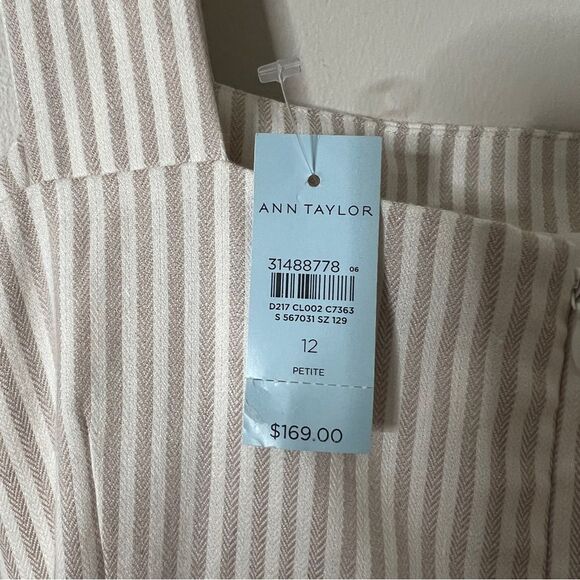 ANN TAYLOR
31488778 06
D217 CL002 C7363
S 567031 SZ 129
12
PETITE
$169.00